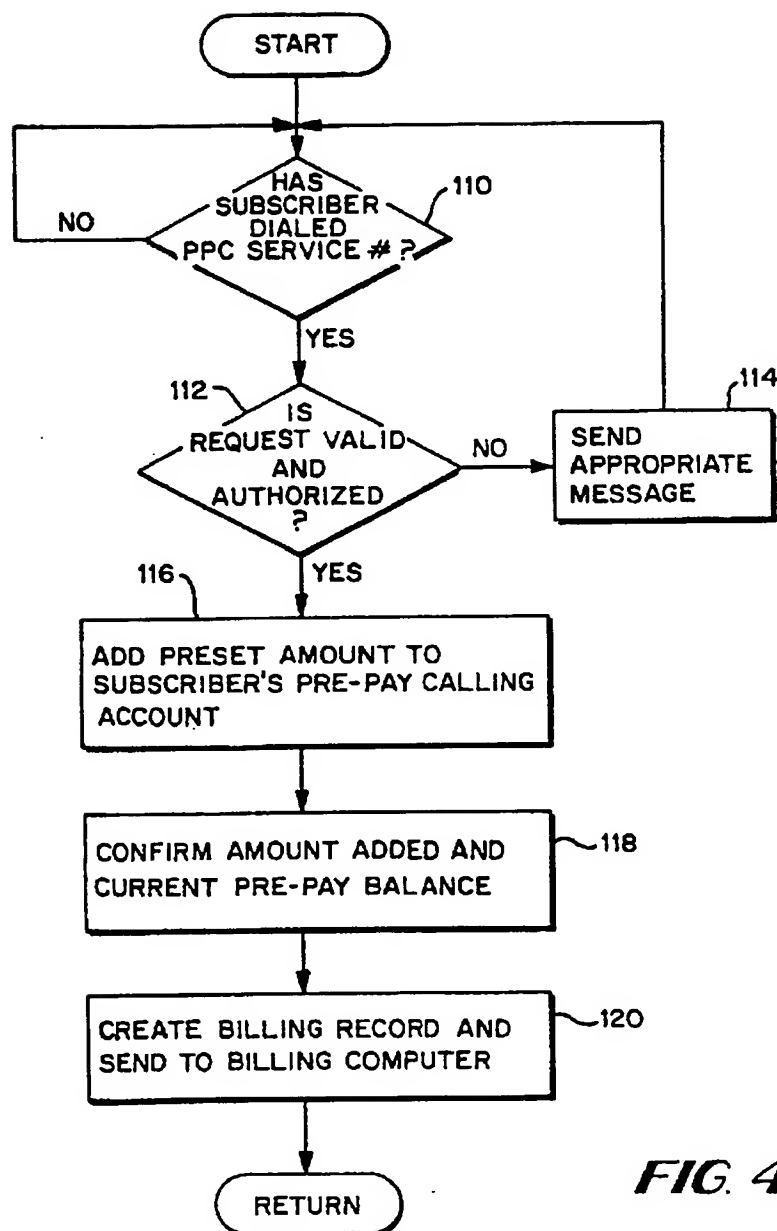 START
HAS
SUBSCRIBER
DIALED
PPC SERVICE # ?
110
NO
YES
112
IS
REQUEST VALID
AND
AUTHORIZED
?
NO
114
SEND
APPROPRIATE
MESSAGE
YES
116
ADD PRESET AMOUNT TO
SUBSCRIBER'S PRE-PAY CALLING
ACCOUNT
CONFIRM AMOUNT ADDED AND
CURRENT PRE-PAY BALANCE
118
CREATE BILLING RECORD AND
SEND TO BILLING COMPUTER
120
RETURN
FIG. 4